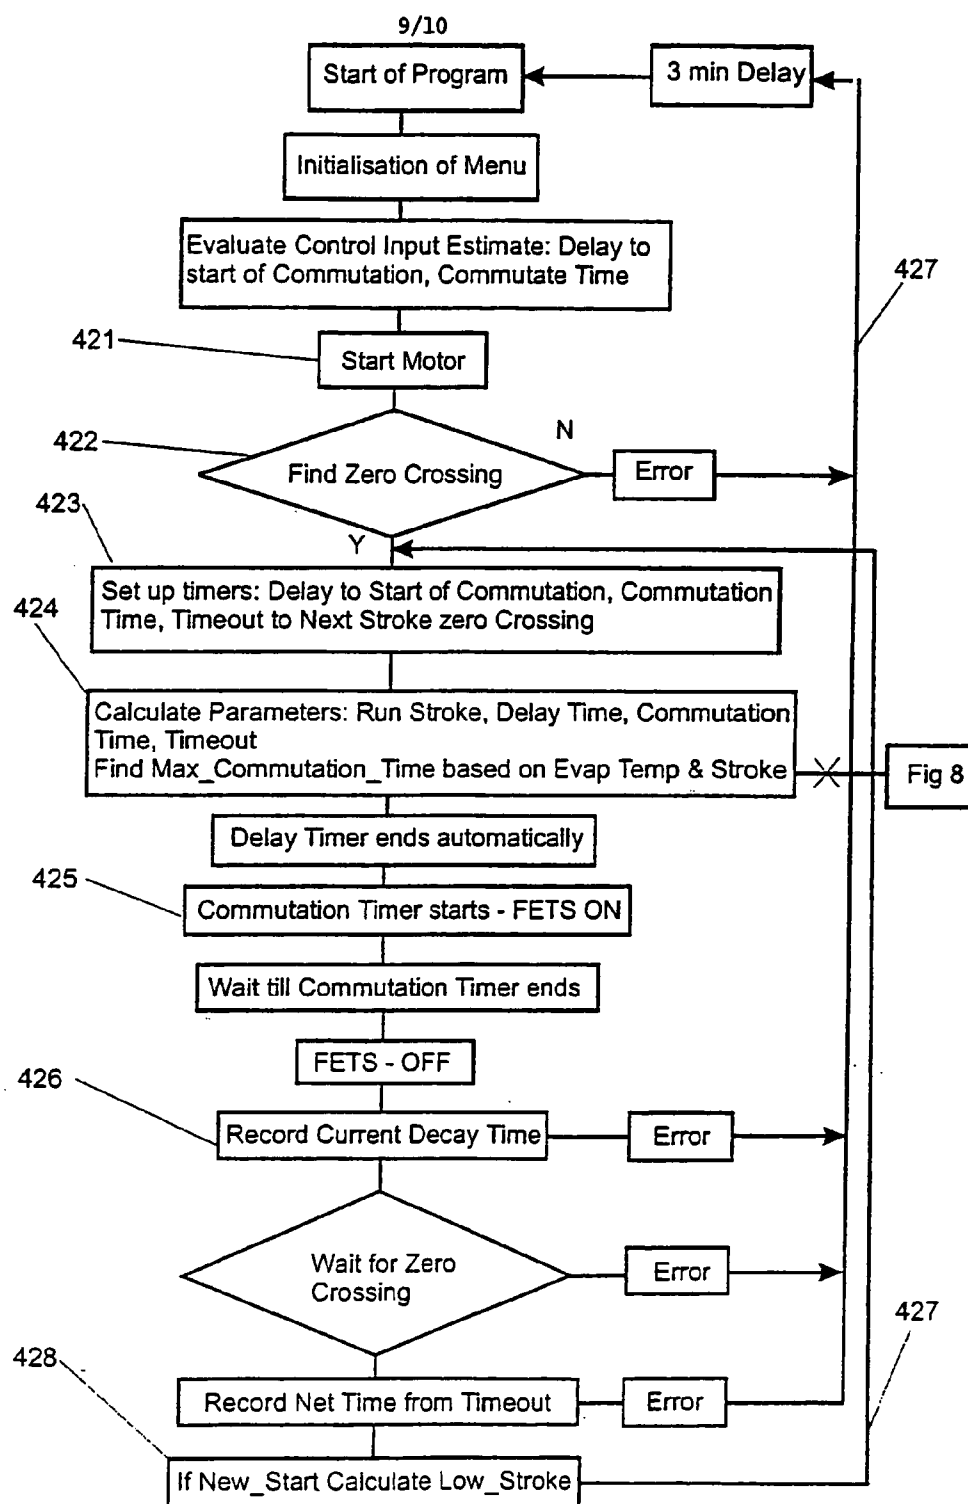 9/10
Start of Program
3 min Delay
Initialisation of Menu
Evaluate Control Input Estimate: Delay to
start of Commutation, Commutate Time
427
421
Start Motor
422
N
Find Zero Crossing
Error
423
Y
Set up timers: Delay to Start of Commutation, Commutation
Time, Timeout to Next Stroke zero Crossing
424
Calculate Parameters: Run Stroke, Delay Time, Commutation
Time, Timeout
Find Max_Commutation_Time based on Evap Temp & Stroke
Fig 8
Delay Timer ends automatically
425
Commutation Timer starts - FETS ON
Wait till Commutation Timer ends
FETS - OFF
426
Record Current Decay Time
Error
Wait for Zero
Crossing
Error
427
428
Record Net Time from Timeout
Error
If New_Start Calculate Low_Stroke